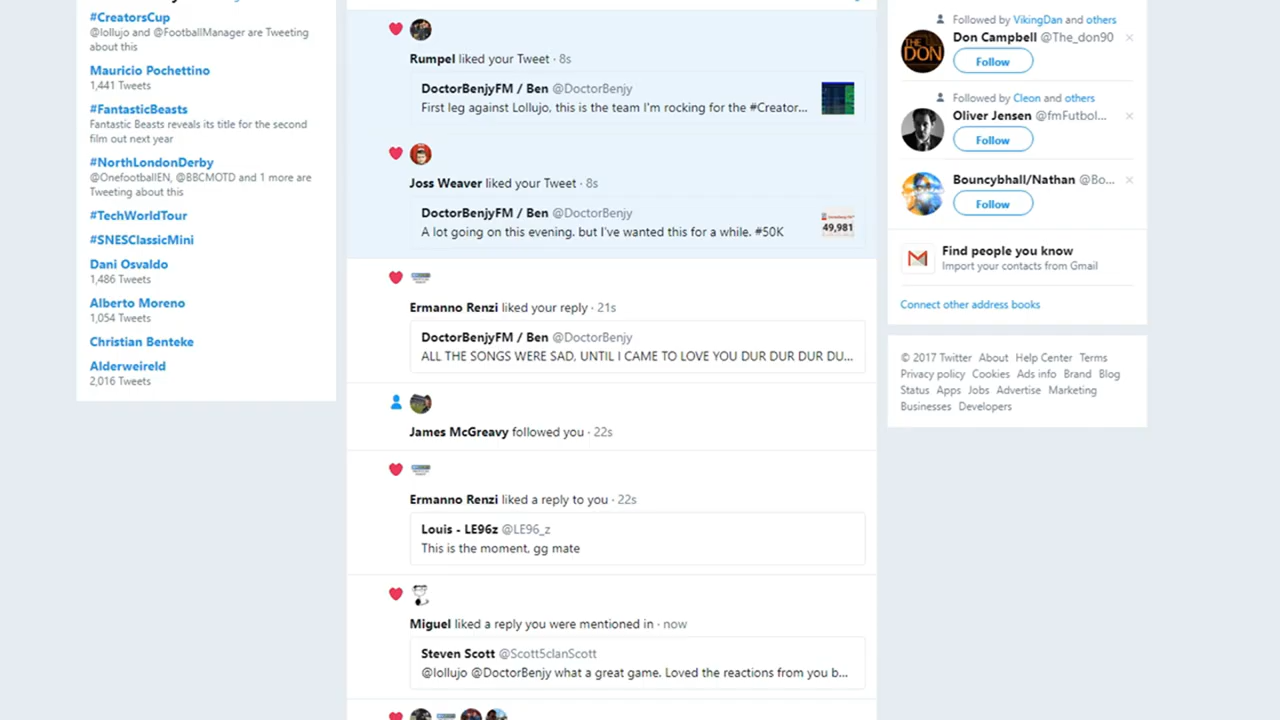 #CreatorsCup
@lollujo and @FootballManager are Tweeting
about this
Mauricio Pochettino
1,441 Tweets
#FantasticBeasts
Fantastic Beasts reveals its title for the second
film out next year
#NorthLondonDerby
@OnefootballEN, @BBCMOTD and 1 more are
Tweeting about this
#TechWorldTour
#SNESClassicMini
Dani Osvaldo
1,486 Tweets
Alberto Moreno
1,054 Tweets
Christian Benteke
Alderweireld
2,016 Tweets
Rumpel liked your Tweet · 8s
DoctorBenjyFM / Ben @DoctorBenjy
First leg against Lollujo, this is the team I'm rocking for the #Creator...
Joss Weaver liked your Tweet · 8s
DoctorBenjyFM / Ben @DoctorBenjy
A lot going on this evening. but I've wanted this for a while. #50K
49,981
Ermanno Renzi liked your reply · 21s
DoctorBenjyFM / Ben @DoctorBenjy
ALL THE SONGS WERE SAD, UNTIL I CAME TO LOVE YOU DUR DUR DUR DU...
James McGreavy followed you · 22s
Ermanno Renzi liked a reply to you · 22s
Louis - LE96z @LE96_z
This is the moment, gg mate
Miguel liked a reply you were mentioned in · now
Steven Scott @Scott5clanScott
@lollujo @DoctorBenjy what a great game. Loved the reactions from you b...
Followed by VikingDan and others
Don Campbell @The_don90
THE DON
Follow
Followed by Cleon and others
Oliver Jensen @fmFutbol...
Follow
Bouncybhall/Nathan @Bo...
Follow
Find people you know
Import your contacts from Gmail
Connect other address books
© 2017 Twitter About Help Center Terms
Privacy policy Cookies Ads info Brand Blog
Status Apps Jobs Advertise Marketing
Businesses Developers